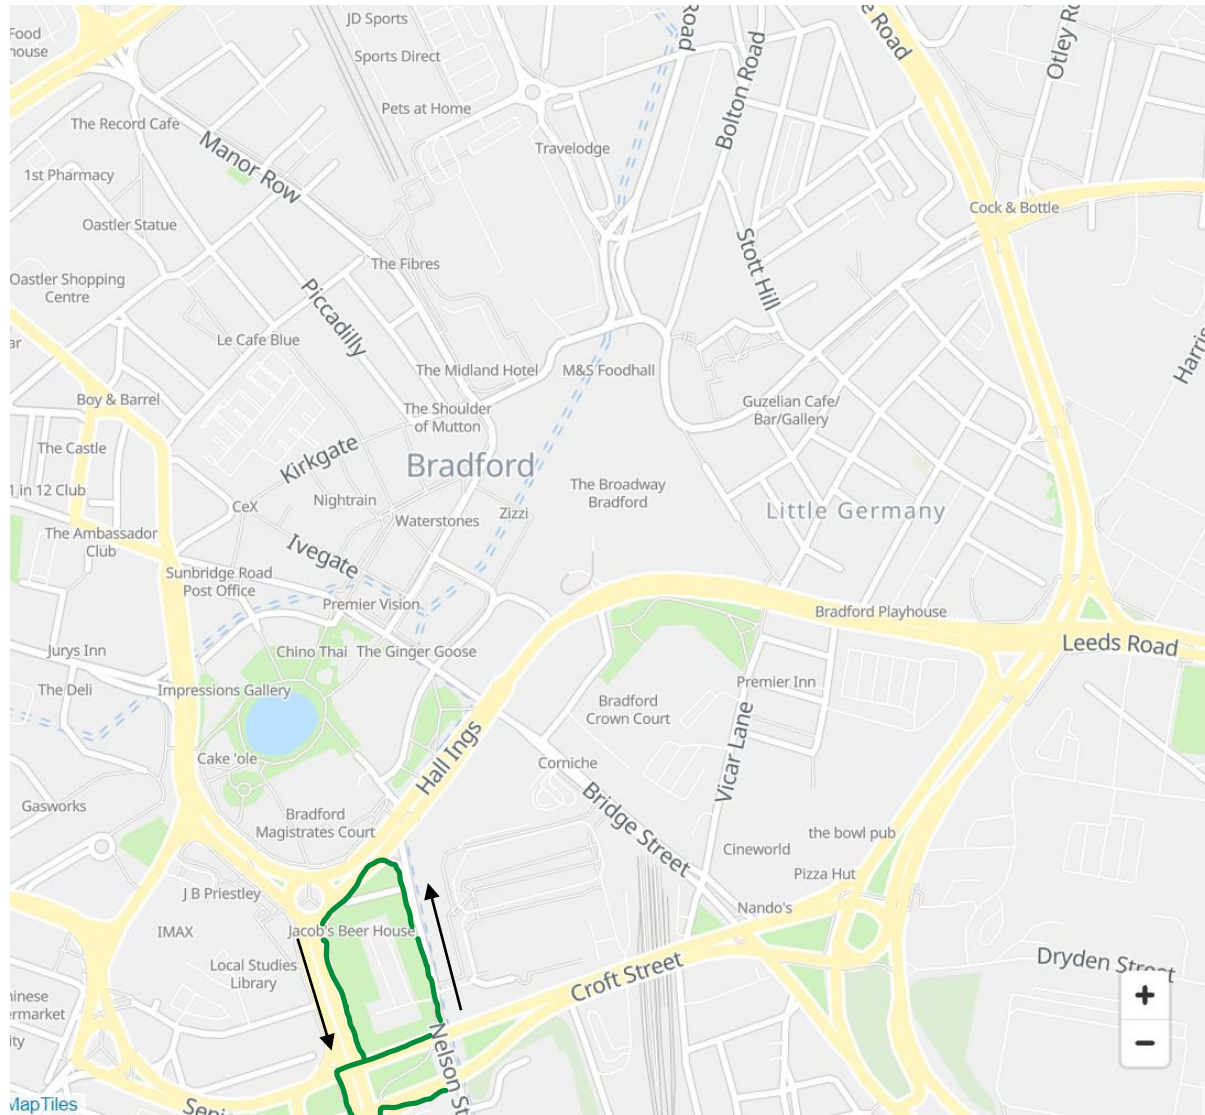 Food
house
JD Sports
Sports Direct
Road
e Road
Otley Ro
Bolton Road
Pets at Home
The Record Cafe
Manor Row
Travelodge
1st Pharmacy
Cock & Bottle
Oastler Statue
Stott Hill
The Fibres
Oastler Shopping
Centre
Piccadilly
Harris
ar
Le Cafe Blue
The Midland Hotel
M&S Foodhall
Boy & Barrel
The Shoulder
of Mutton
Guzelian Cafe/
Bar/Gallery
The Castle
Kirkgate
Bradford
The Broadway
Bradford
1 in 12 Club
CeX
Nightrain
Waterstones
Zizzi
Little Germany
The Ambassador
Club
Ivegate
Sunbridge Road
Post Office
Premier Vision
Bradford Playhouse
Leeds Road
Jurys Inn
Chino Thai
The Ginger Goose
The Deli
Impressions Gallery
Premier Inn
Bradford
Crown Court
Hall Ings
Vicar Lane
Cake 'ole
Corniche
Bridge Street
Gasworks
Bradford
Magistrates Court
the bowl pub
Cineworld
Pizza Hut
J B Priestley
Nando's
IMAX
Jacob's Beer House
Local Studies
Library
Croft Street
Dryden Street
+
−
hinese
ermarket
ity
Nelson St
MapTiles